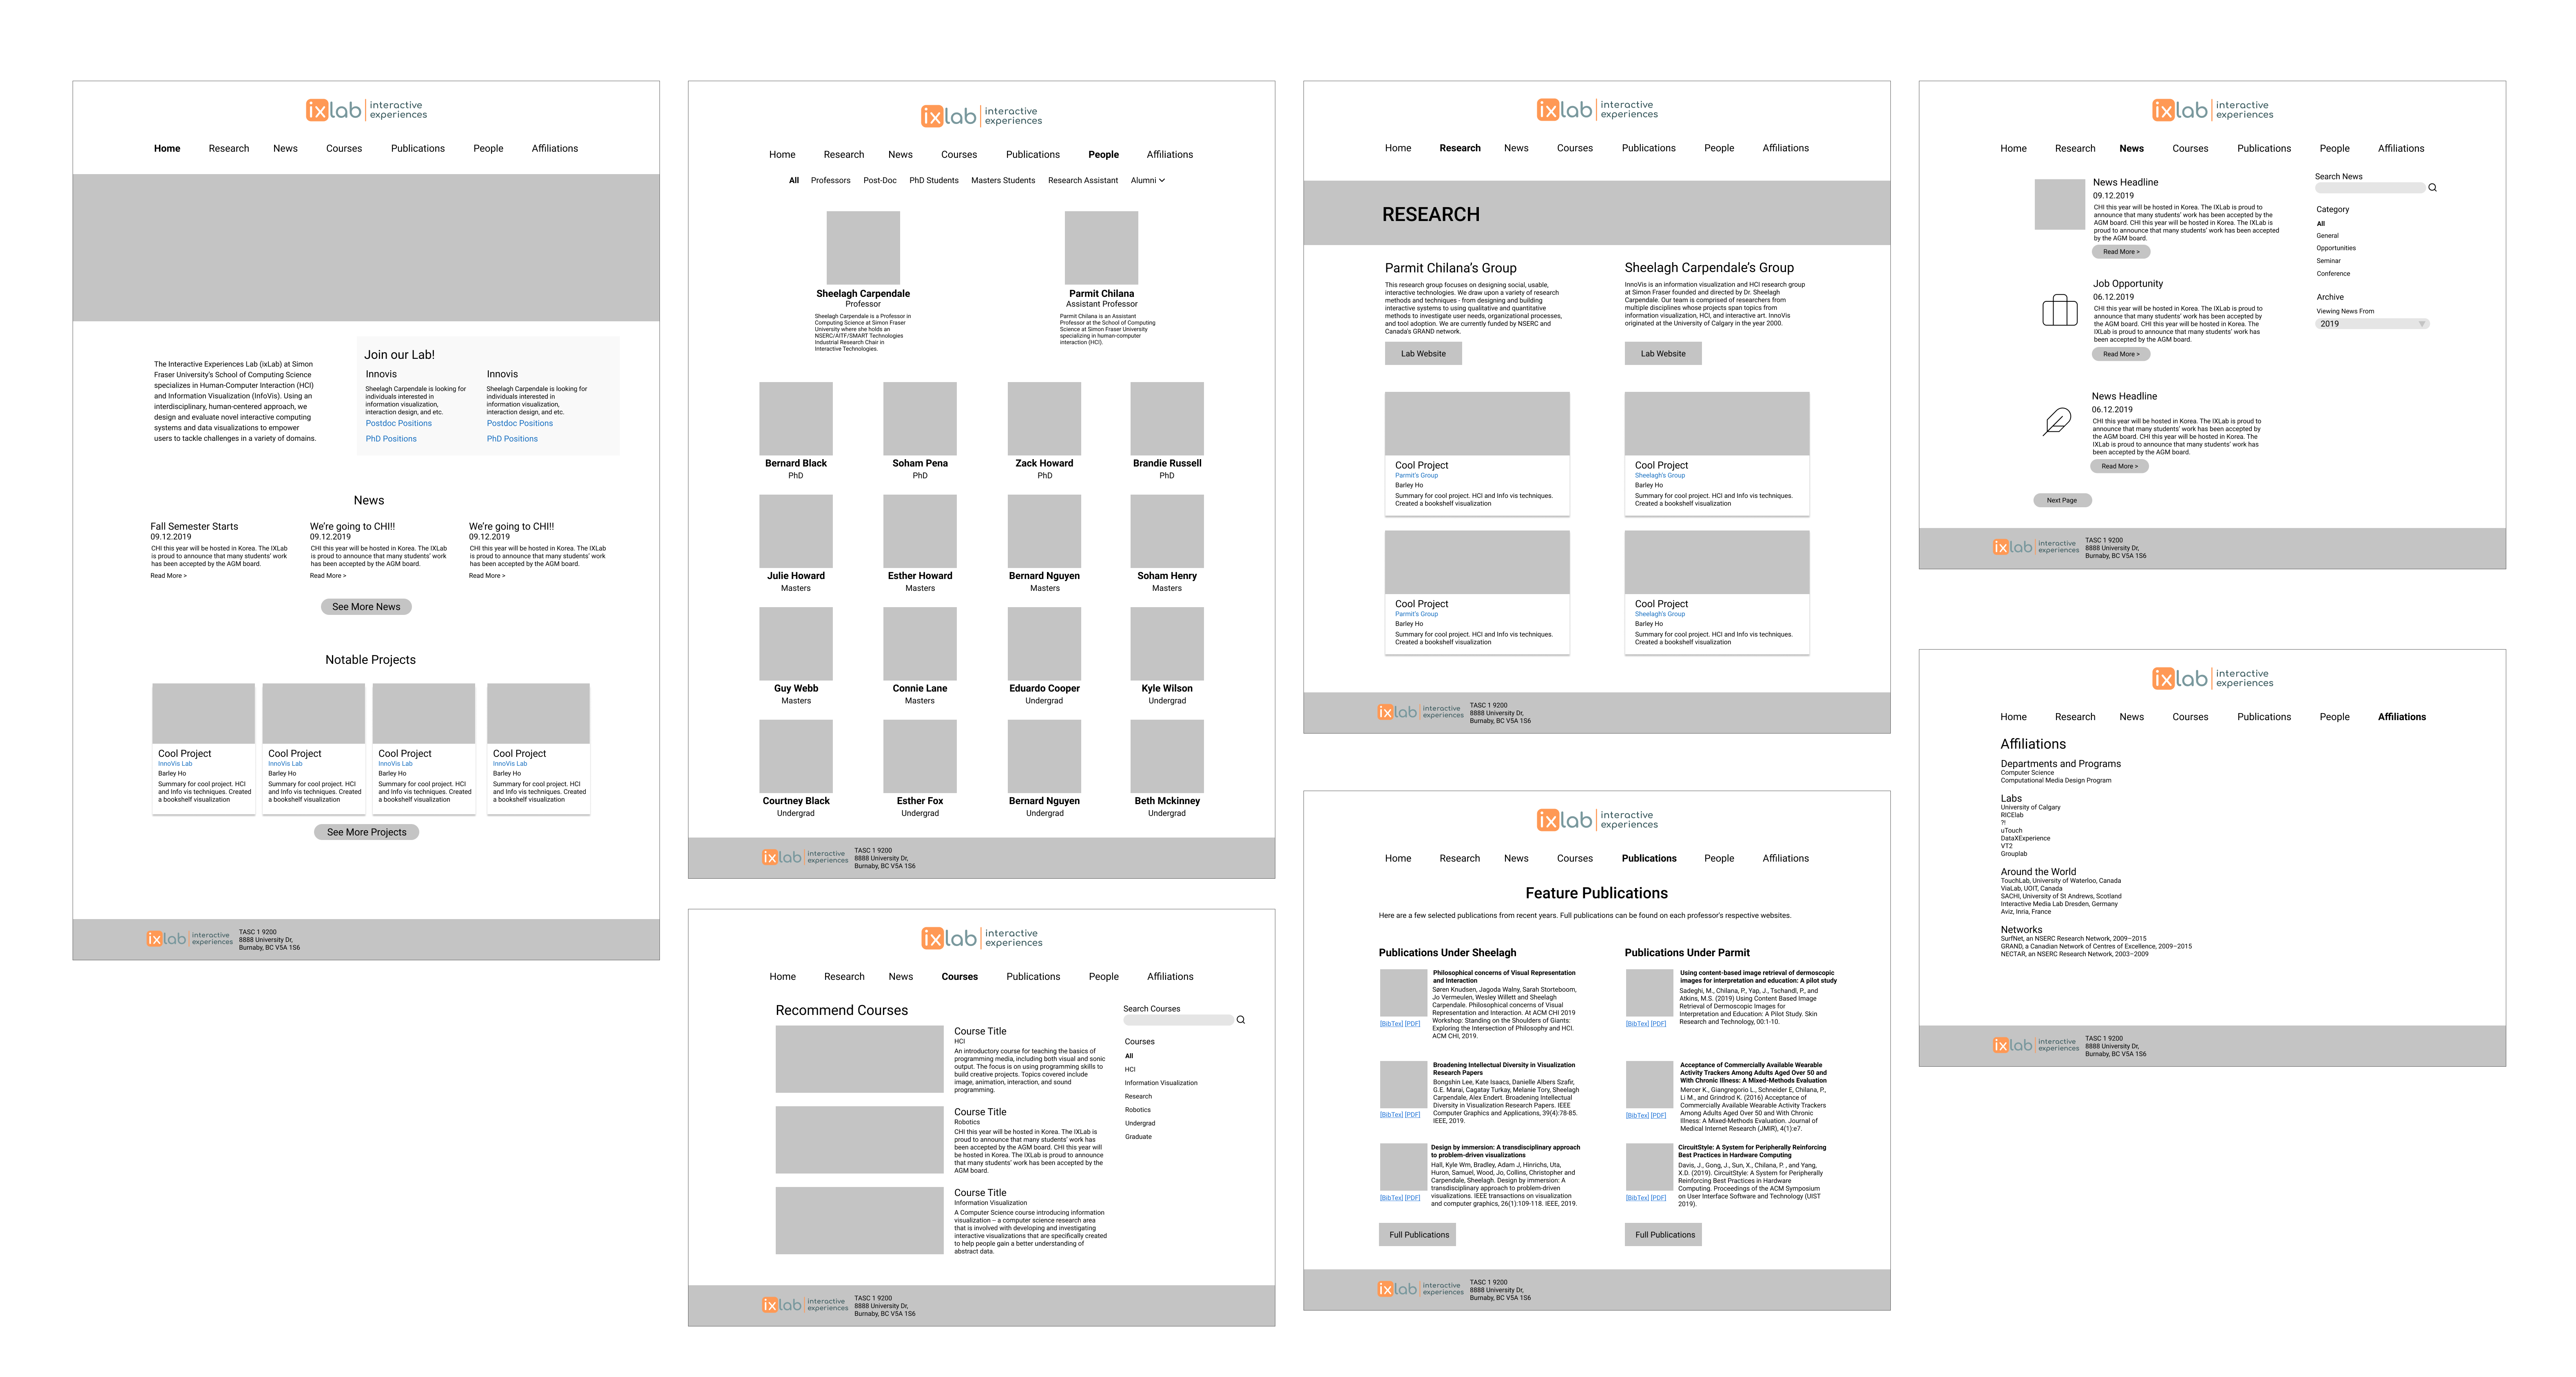 ixlab interactive
experiences
Home Research News Courses Publications People Affiliations
The Interactive Experiences Lab (ixLab) at Simon
Fraser University's School of Computing Science
specializes in Human-Computer Interaction (HCI)
and Information Visualization (InfoVis). Using an
interdisciplinary, human-centered approach, we
design and evaluate novel interactive computing
systems and data visualizations to empower
users to tackle challenges in a variety of domains.
Join our Lab!
Innovis
Sheelagh Carpendale is looking for
individuals interested in
information visualization,
interaction design, and etc.
Postdoc Positions
PhD Positions
Innovis
Sheelagh Carpendale is looking for
individuals interested in
information visualization,
interaction design, and etc.
Postdoc Positions
PhD Positions
News
Fall Semester Starts
09.12.2019
CHI this year will be hosted in Korea. The IXLab
is proud to announce that many students' work
has been accepted by the AGM board.
Read More >
We're going to CHI!!
09.12.2019
CHI this year will be hosted in Korea. The IXLab
is proud to announce that many students' work
has been accepted by the AGM board.
Read More >
We're going to CHI!!
09.12.2019
CHI this year will be hosted in Korea. The IXLab
is proud to announce that many students' work
has been accepted by the AGM board.
Read More >
See More News
Notable Projects
Cool Project
InnoVis Lab
Barley Ho
Summary for cool project. HCI
and Info vis techniques. Created
a bookshelf visualization
Cool Project
InnoVis Lab
Barley Ho
Summary for cool project. HCI
and Info vis techniques. Created
a bookshelf visualization
Cool Project
InnoVis Lab
Barley Ho
Summary for cool project. HCI
and Info vis techniques. Created
a bookshelf visualization
Cool Project
InnoVis Lab
Barley Ho
Summary for cool project. HCI
and Info vis techniques. Created
a bookshelf visualization
See More Projects
ixlab interactive
experiences
TASC 1 9200
8888 University Dr,
Burnaby, BC V5A 1S6
ixlab interactive
experiences
Home Research News Courses Publications People Affiliations
All Professors Post-Doc PhD Students Masters Students Research Assistant Alumni
Sheelagh Carpendale
Professor
Sheelagh Carpendale is a Professor in
Computing Science at Simon Fraser
University where she holds an
NSERC/AITF/SMART Technologies
Industrial Research Chair in
Interactive Technologies.
Parmit Chilana
Assistant Professor
Parmit Chilana is an Assistant
Professor at the School of Computing
Science at Simon Fraser University
specializing in human-computer
interaction (HCI).
Bernard Black Soham Pena Zack Howard Brandie Russell
PhD PhD PhD PhD
Julie Howard Esther Howard Bernard Nguyen Soham Henry
Masters Masters Masters Masters
Guy Webb Connie Lane Eduardo Cooper Kyle Wilson
Masters Masters Undergrad Undergrad
Courtney Black Esther Fox Bernard Nguyen Beth Mckinney
Undergrad Undergrad Undergrad Undergrad
ixlab interactive
experiences
TASC 1 9200
8888 University Dr,
Burnaby, BC V5A 1S6
ixlab interactive
experiences
Home Research News Courses Publications People Affiliations
Recommend Courses
Course Title
HCI
An introductory course for teaching the basics of
programming media, including both visual and sonic
output. The focus is on using programming skills to
build creative projects. Topics covered include
image, animation, interaction, and sound
programming.
Course Title
Robotics
CHI this year will be hosted in Korea. The IXLab is
proud to announce that many students' work has
been accepted by the AGM board. CHI this year will
be hosted in Korea. The IXLab is proud to announce
that many students' work has been accepted by the
AGM board.
Course Title
Information Visualization
A Computer Science course introducing information
visualization – a computer science research area
that is involved with developing and investigating
interactive visualizations that are specifically created
to help people gain a better understanding of
abstract data.
Search Courses
Courses
All
HCI
Information Visualization
Research
Robotics
Undergrad
Graduate
ixlab interactive
experiences
TASC 1 9200
8888 University Dr,
Burnaby, BC V5A 1S6
ixlab interactive
experiences
Home Research News Courses Publications People Affiliations
RESEARCH
Parmit Chilana's Group
This research group focuses on designing social, usable,
interactive technologies. We draw upon a variety of research
methods and techniques - from designing and building
interactive systems to using qualitative and quantitative
methods to investigate user needs, organizational processes,
and tool adoption. We are currently funded by NSERC and
Canada's GRAND network.
Lab Website
Sheelagh Carpendale's Group
InnoVis is an information visualization and HCI research group
at Simon Fraser founded and directed by Dr. Sheelagh
Carpendale. Our team is comprised of researchers from
multiple disciplines whose projects span topics from
information visualization, HCI, and interactive art. InnoVis
originated at the University of Calgary in the year 2000.
Lab Website
Cool Project
Parmit's Group
Barley Ho
Summary for cool project. HCI and Info vis techniques.
Created a bookshelf visualization
Cool Project
Sheelagh's Group
Barley Ho
Summary for cool project. HCI and Info vis techniques.
Created a bookshelf visualization
Cool Project
Parmit's Group
Barley Ho
Summary for cool project. HCI and Info vis techniques.
Created a bookshelf visualization
Cool Project
Sheelagh's Group
Barley Ho
Summary for cool project. HCI and Info vis techniques.
Created a bookshelf visualization
ixlab interactive
experiences
TASC 1 9200
8888 University Dr,
Burnaby, BC V5A 1S6
ixlab interactive
experiences
Home Research News Courses Publications People Affiliations
Feature Publications
Here are a few selected publications from recent years. Full publications can be found on each professor's respective websites.
Publications Under Sheelagh
Philosophical concerns of Visual Representation
and Interaction
Søren Knudsen, Jagoda Walny, Sarah Storteboom,
Jo Vermeulen, Wesley Willett and Sheelagh
Carpendale. Philosophical concerns of Visual
Representation and Interaction. At ACM CHI 2019
Workshop: Standing on the Shoulders of Giants:
Exploring the Intersection of Philosophy and HCI.
ACM CHI, 2019.
[BibTex] [PDF]
Broadening Intellectual Diversity in Visualization
Research Papers
Bongshin Lee, Kate Isaacs, Danielle Albers Szafir,
G.E. Marai, Cagatay Turkay, Melanie Tory, Sheelagh
Carpendale, Alex Endert. Broadening Intellectual
Diversity in Visualization Research Papers. IEEE
Computer Graphics and Applications, 39(4):78-85.
IEEE, 2019.
[BibTex] [PDF]
Design by immersion: A transdisciplinary approach
to problem-driven visualizations
Hall, Kyle Wm, Bradley, Adam J, Hinrichs, Uta,
Huron, Samuel, Wood, Jo, Collins, Christopher and
Carpendale, Sheelagh. Design by immersion: A
transdisciplinary approach to problem-driven
visualizations. IEEE transactions on visualization
and computer graphics, 26(1):109-118. IEEE, 2019.
[BibTex] [PDF]
Full Publications
Publications Under Parmit
Using content-based image retrieval of dermoscopic
images for interpretation and education: A pilot study
Sadeghi, M., Chilana, P., Yap, J., Tschandl, P., and
Atkins, M.S. (2019) Using Content Based Image
Retrieval of Dermoscopic Images for
Interpretation and Education: A Pilot Study. Skin
Research and Technology, 00:1-10.
[BibTex] [PDF]
Acceptance of Commercially Available Wearable
Activity Trackers Among Adults Aged Over 50 and
With Chronic Illness: A Mixed-Methods Evaluation
Mercer K., Giangregorio L., Schneider E, Chilana, P.,
Li M., and Grindrod K. (2016) Acceptance of
Commercially Available Wearable Activity Trackers
Among Adults Aged Over 50 and With Chronic
Illness: A Mixed-Methods Evaluation. Journal of
Medical Internet Research (JMIR), 4(1):e7.
[BibTex] [PDF]
CircuitStyle: A System for Peripherally Reinforcing
Best Practices in Hardware Computing
Davis, J., Gong, J., Sun, X., Chilana, P. , and Yang,
X.D. (2019). CircuitStyle: A System for Peripherally
Reinforcing Best Practices in Hardware
Computing. Proceedings of the ACM Symposium
on User Interface Software and Technology (UIST
2019).
[BibTex] [PDF]
Full Publications
ixlab interactive
experiences
TASC 1 9200
8888 University Dr,
Burnaby, BC V5A 1S6
ixlab interactive
experiences
Home Research News Courses Publications People Affiliations
News Headline
09.12.2019
CHI this year will be hosted in Korea. The IXLab is proud to
announce that many students' work has been accepted by the
AGM board. CHI this year will be hosted in Korea. The IXLab is
proud to announce that many students' work has been accepted
by the AGM board.
Read More >
Job Opportunity
06.12.2019
CHI this year will be hosted in Korea. The IXLab is proud to
announce that many students' work has been accepted by
the AGM board. CHI this year will be hosted in Korea. The
IXLab is proud to announce that many students' work has
been accepted by the AGM board.
Read More >
News Headline
06.12.2019
CHI this year will be hosted in Korea. The IXLab is proud to
announce that many students' work has been accepted by
the AGM board. CHI this year will be hosted in Korea. The
IXLab is proud to announce that many students' work has
been accepted by the AGM board.
Read More >
Next Page
Search News
Category
All
General
Opportunities
Seminar
Conference
Archive
Viewing News From
2019
ixlab interactive
experiences
TASC 1 9200
8888 University Dr,
Burnaby, BC V5A 1S6
ixlab interactive
experiences
Home Research News Courses Publications People Affiliations
Affiliations
Departments and Programs
Computer Science
Computational Media Design Program
Labs
University of Calgary
RICElab
?!
uTouch
DataXExperience
VT2
Grouplab
Around the World
TouchLab, University of Waterloo, Canada
ViaLab, UOIT, Canada
SACHI, University of St Andrews, Scotland
Interactive Media Lab Dresden, Germany
Aviz, Inria, France
Networks
SurfNet, an NSERC Research Network, 2009–2015
GRAND, a Canadian Network of Centres of Excellence, 2009–2015
NECTAR, an NSERC Research Network, 2003–2009
ixlab interactive
experiences
TASC 1 9200
8888 University Dr,
Burnaby, BC V5A 1S6